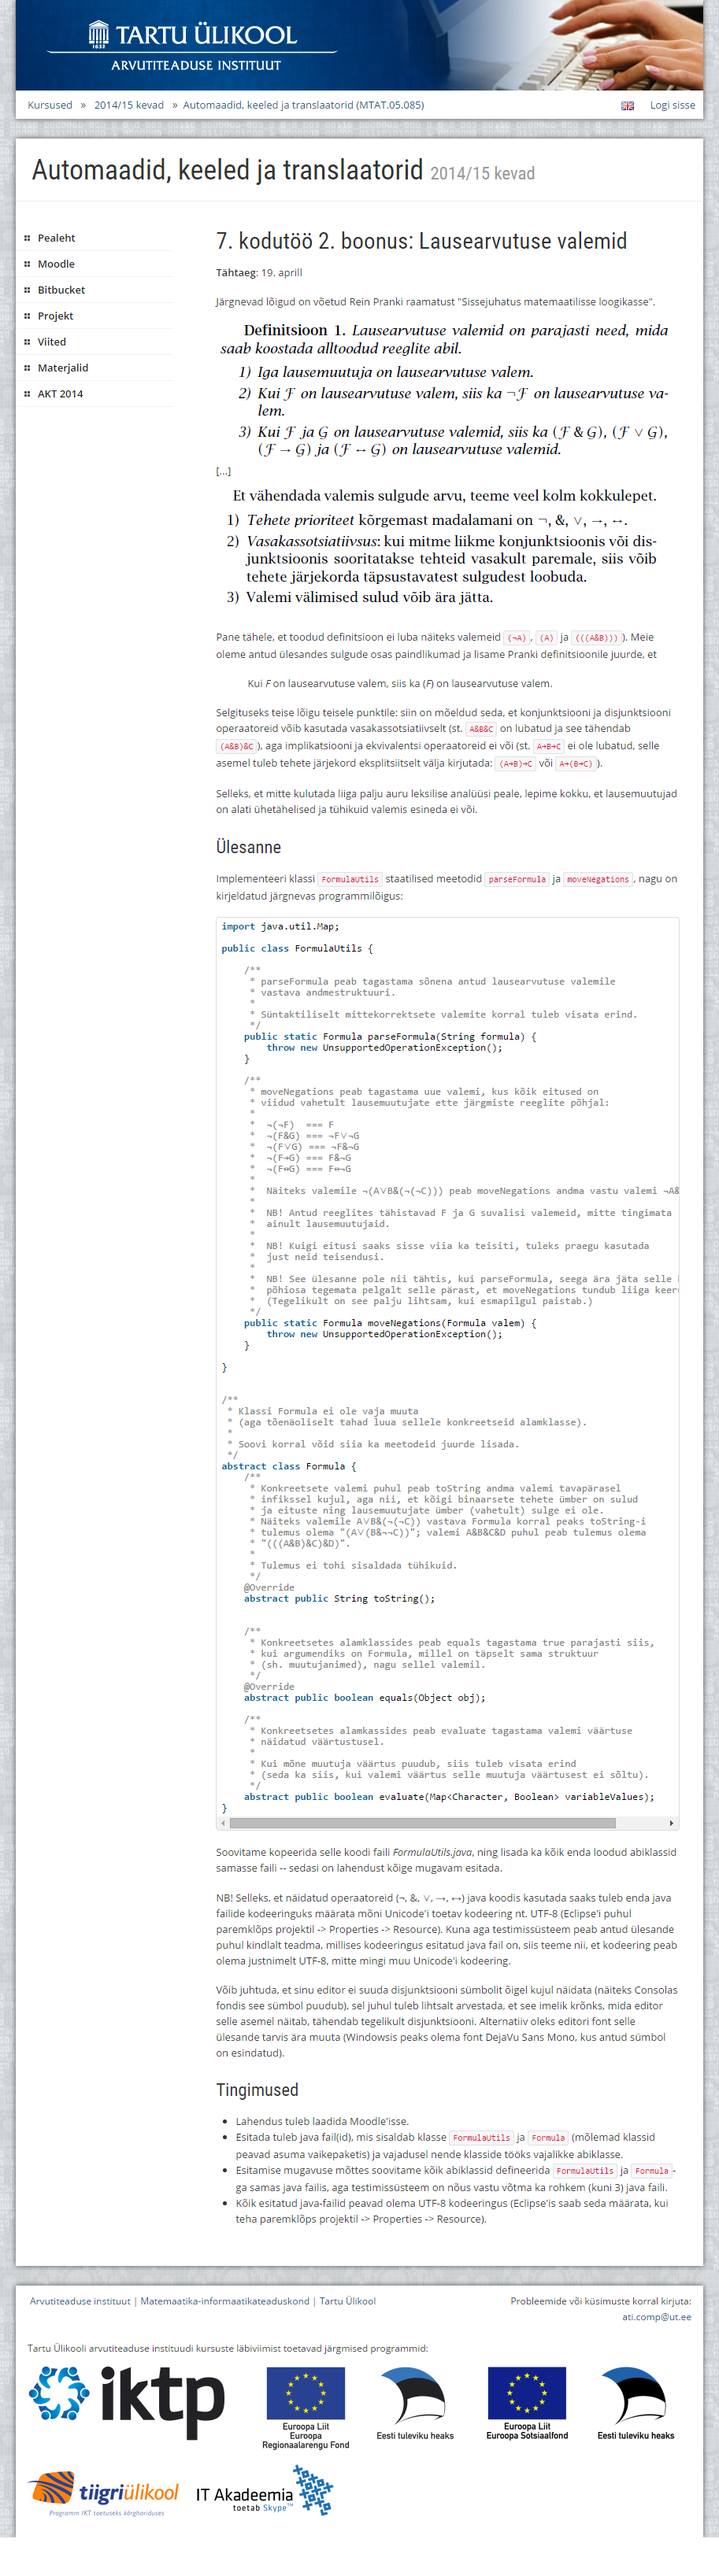 TARTU ÜLIKOOL
1632
ARVUTITEADUSE INSTITUUT
Kursused » 2014/15 kevad » Automaadid, keeled ja translaatorid (MTAT.05.085) Logi sisse
Automaadid, keeled ja translaatorid 2014/15 kevad
Pealeht
Moodle
Bitbucket
Projekt
Viited
Materjalid
AKT 2014
7. kodutöö 2. boonus: Lausearvutuse valemid
Tähtaeg: 19. aprill
Järgnevad lõigud on võetud Rein Pranki raamatust "Sissejuhatus matemaatilisse loogikasse".
Definitsioon 1. Lausearvutuse valemid on parajasti need, mida
saab koostada alltoodud reeglite abil.
1) Iga lausemuutuja on lausearvutuse valem.
2) Kui ℱ on lausearvutuse valem, siis ka ¬ℱ on lausearvutuse va-
lem.
3) Kui ℱ ja 𝒢 on lausearvutuse valemid, siis ka (ℱ & 𝒢), (ℱ ∨ 𝒢),
(ℱ → 𝒢) ja (ℱ ↔ 𝒢) on lausearvutuse valemid.
[...]
Et vähendada valemis sulgude arvu, teeme veel kolm kokkulepet.
1) Tehete prioriteet kõrgemast madalamani on ¬, &, ∨, →, ↔.
2) Vasakassotsiatiivsus: kui mitme liikme konjunktsioonis või dis-
junktsioonis sooritatakse tehteid vasakult paremale, siis võib
tehete järjekorda täpsustavatest sulgudest loobuda.
3) Valemi välimised sulud võib ära jätta.
Pane tähele, et toodud definitsioon ei luba näiteks valemeid (¬A), (A) ja (((A&B)))). Meie
oleme antud ülesandes sulgude osas paindlikumad ja lisame Pranki definitsioonile juurde, et
Kui F on lausearvutuse valem, siis ka (F) on lausearvutuse valem.
Selgituseks teise lõigu teisele punktile: siin on mõeldud seda, et konjunktsiooni ja disjunktsiooni
operaatoreid võib kasutada vasakassotsiatiivselt (st. A&B&C on lubatud ja see tähendab
(A&B)&C), aga implikatsiooni ja ekvivalentsi operaatoreid ei või (st. A→B→C ei ole lubatud, selle
asemel tuleb tehete järjekord eksplitsiitselt välja kirjutada: (A→B)→C või A→(B→C)).
Selleks, et mitte kulutada liiga palju auru leksilise analüüsi peale, lepime kokku, et lausemuutujad
on alati ühetähelised ja tühikuid valemis esineda ei või.
Ülesanne
Implementeeri klassi FormulaUtils staatilised meetodid parseFormula ja moveNegations, nagu on
kirjeldatud järgnevas programmilõigus:
import java.util.Map;
public class FormulaUtils {
/**
* parseFormula peab tagastama sõnena antud lausearvutuse valemile
* vastava andmestruktuuri.
*
* Süntaktiliselt mittekorrektsete valemite korral tuleb visata erind.
*/
public static Formula parseFormula(String formula) {
throw new UnsupportedOperationException();
}
/**
* moveNegations peab tagastama uue valemi, kus kõik eitused on
* viidud vahetult lausemuutujate ette järgmiste reeglite põhjal:
*
* ¬(¬F) === F
* ¬(F&G) === ¬F∨¬G
* ¬(F∨G) === ¬F&¬G
* ¬(F→G) === F&¬G
* ¬(F↔G) === F↔¬G
*
* Näiteks valemile ¬(A∨B&(¬(¬C))) peab moveNegations andma vastu valemi ¬A&
*
* NB! Antud reeglites tähistavad F ja G suvalisi valemeid, mitte tingimata
* ainult lausemuutujaid.
*
* NB! Kuigi eitusi saaks sisse viia ka teisiti, tuleks praegu kasutada
* just neid teisendusi.
*
* NB! See ülesanne pole nii tähtis, kui parseFormula, seega ära jäta selle
* põhiosa tegemata pelgalt selle pärast, et moveNegations tundub liiga keeru
* (Tegelikult on see palju lihtsam, kui esmapilgul paistab.)
*/
public static Formula moveNegations(Formula valem) {
throw new UnsupportedOperationException();
}
}
/**
* Klassi Formula ei ole vaja muuta
* (aga tõenäoliselt tahad luua sellele konkreetseid alamklasse).
*
* Soovi korral võid siia ka meetodeid juurde lisada.
*/
abstract class Formula {
/**
* Konkreetsete valemi puhul peab toString andma valemi tavapärasel
* infikssel kujul, aga nii, et kõigi binaarsete tehete ümber on sulud
* ja eituste ning lausemuutujate ümber (vahetult) sulge ei ole.
* Näiteks valemile A∨B&(¬(¬C)) vastava Formula korral peaks toString-i
* tulemus olema "(A∨(B&¬¬C))"; valemi A&B&C&D puhul peab tulemus olema
* "(((A&B)&C)&D)".
*
* Tulemus ei tohi sisaldada tühikuid.
*/
@Override
abstract public String toString();
/**
* Konkreetsetes alamklassides peab equals tagastama true parajasti siis,
* kui argumendiks on Formula, millel on täpselt sama struktuur
* (sh. muutujanimed), nagu sellel valemil.
*/
@Override
abstract public boolean equals(Object obj);
/**
* Konkreetsetes alamkassides peab evaluate tagastama valemi väärtuse
* näidatud väärtustusel.
*
* Kui mõne muutuja väärtus puudub, siis tuleb visata erind
* (seda ka siis, kui valemi väärtus selle muutuja väärtusest ei sõltu).
*/
abstract public boolean evaluate(Map<Character, Boolean> variableValues);
}
Soovitame kopeerida selle koodi faili FormulaUtils.java, ning lisada ka kõik enda loodud abiklassid
samasse faili -- sedasi on lahendust kõige mugavam esitada.
NB! Selleks, et näidatud operaatoreid (¬, &, ∨, →, ↔) java koodis kasutada saaks tuleb enda java
failide kodeeringuks määrata mõni Unicode'i toetav kodeering nt. UTF-8 (Eclipse'i puhul
paremklõps projektil -> Properties -> Resource). Kuna aga testimissüsteem peab antud ülesande
puhul kindlalt teadma, millises kodeeringus esitatud java fail on, siis teeme nii, et kodeering peab
olema justnimelt UTF-8, mitte mingi muu Unicode'i kodeering.
Võib juhtuda, et sinu editor ei suuda disjunktsiooni sümbolit õigel kujul näidata (näiteks Consolas
fondis see sümbol puudub), sel juhul tuleb lihtsalt arvestada, et see imelik krõnks, mida editor
selle asemel näitab, tähendab tegelikult disjunktsiooni. Alternatiiv oleks editori font selle
ülesande tarvis ära muuta (Windowsis peaks olema font DejaVu Sans Mono, kus antud sümbol
on esindatud).
Tingimused
Lahendus tuleb laadida Moodle'isse.
Esitada tuleb java fail(id), mis sisaldab klasse FormulaUtils ja Formula (mõlemad klassid
peavad asuma vaikepaketis) ja vajadusel nende klasside tööks vajalikke abiklasse.
Esitamise mugavuse mõttes soovitame kõik abiklassid defineerida FormulaUtils ja Formula-
ga samas java failis, aga testimissüsteem on nõus vastu võtma ka rohkem (kuni 3) java faili.
Kõik esitatud java-failid peavad olema UTF-8 kodeeringus (Eclipse'is saab seda määrata, kui
teha paremklõps projektil -> Properties -> Resource).
Arvutiteaduse instituut | Matemaatika-informaatikateaduskond | Tartu Ülikool
Probleemide või küsimuste korral kirjuta:
ati.comp@ut.ee
Tartu Ülikooli arvutiteaduse instituudi kursuste läbiviimist toetavad järgmised programmid:
iktp
Euroopa Liit
Euroopa
Regionaalarengu Fond
Eesti tuleviku heaks
Euroopa Liit
Euroopa Sotsiaalfond
Eesti tuleviku heaks
tiigriülikool
Programm IKT toetuseks kõrghariduses
IT Akadeemia
toetab Skype™